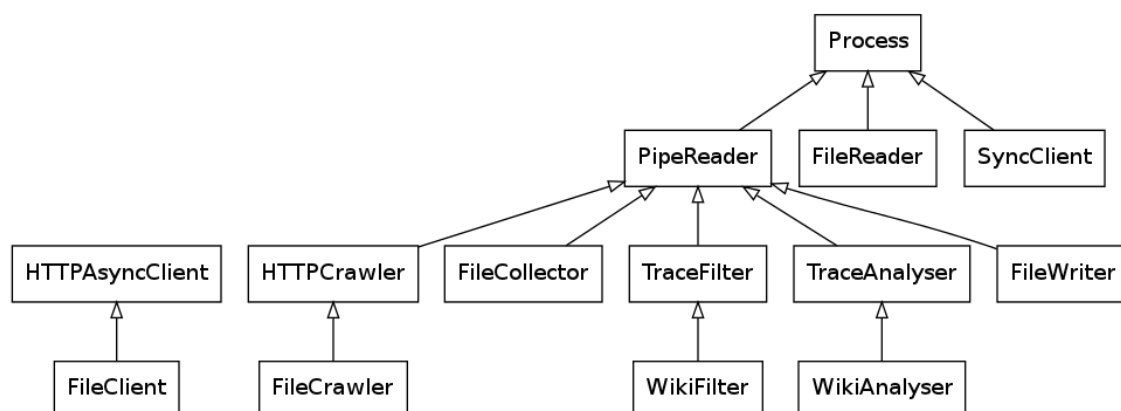 Process
PipeReader
FileReader
SyncClient
HTTPAsyncClient
HTTPCrawler
FileCollector
TraceFilter
TraceAnalyser
FileWriter
FileClient
FileCrawler
WikiFilter
WikiAnalyser